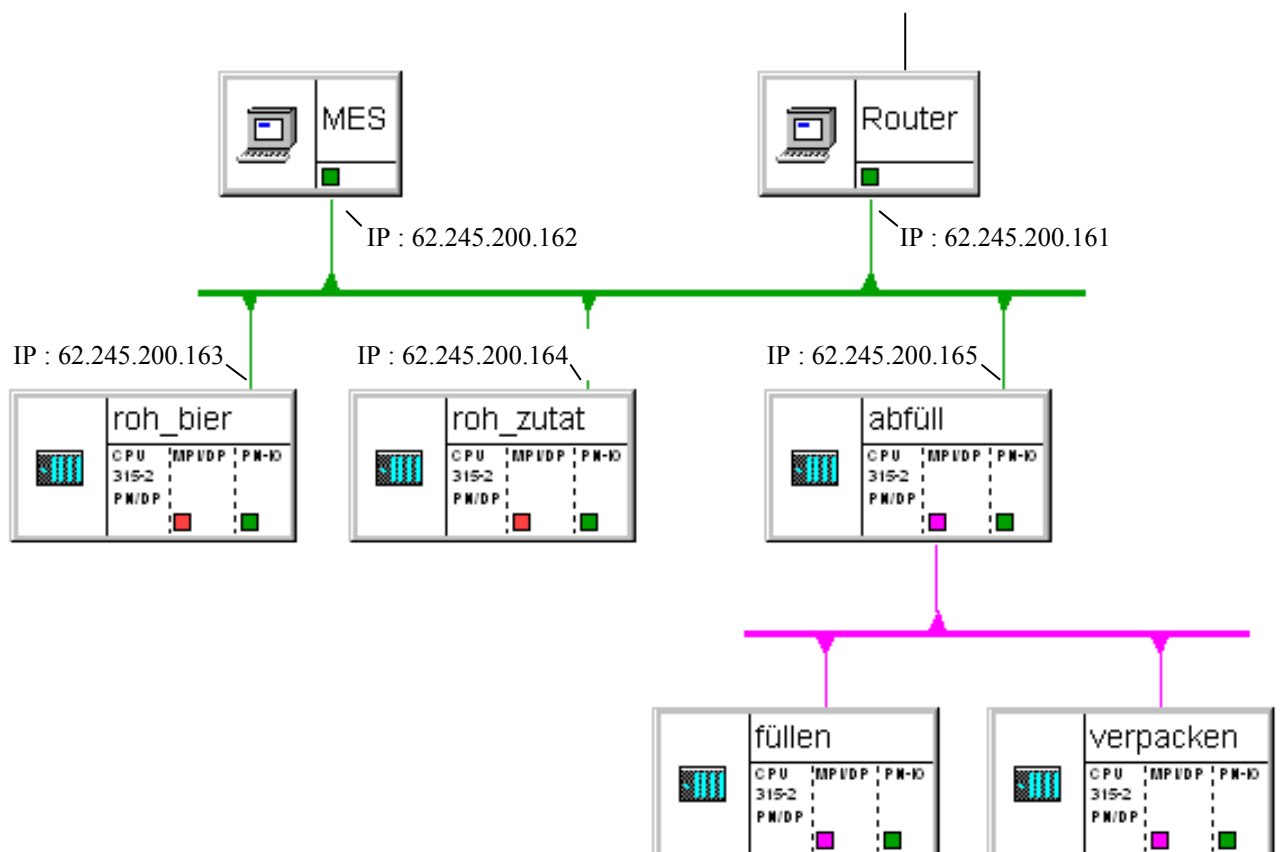 MES
Router
IP : 62.245.200.162
IP : 62.245.200.161
IP : 62.245.200.163
IP : 62.245.200.164
IP : 62.245.200.165
roh_bier
CPU 315-2 PN/DP
MPI/DP
PN-IO
roh_zutat
CPU 315-2 PN/DP
MPI/DP
PN-IO
abfüll
CPU 315-2 PN/DP
MPI/DP
PN-IO
füllen
CPU 315-2 PN/DP
MPI/DP
PN-IO
verpacken
CPU 315-2 PN/DP
MPI/DP
PN-IO